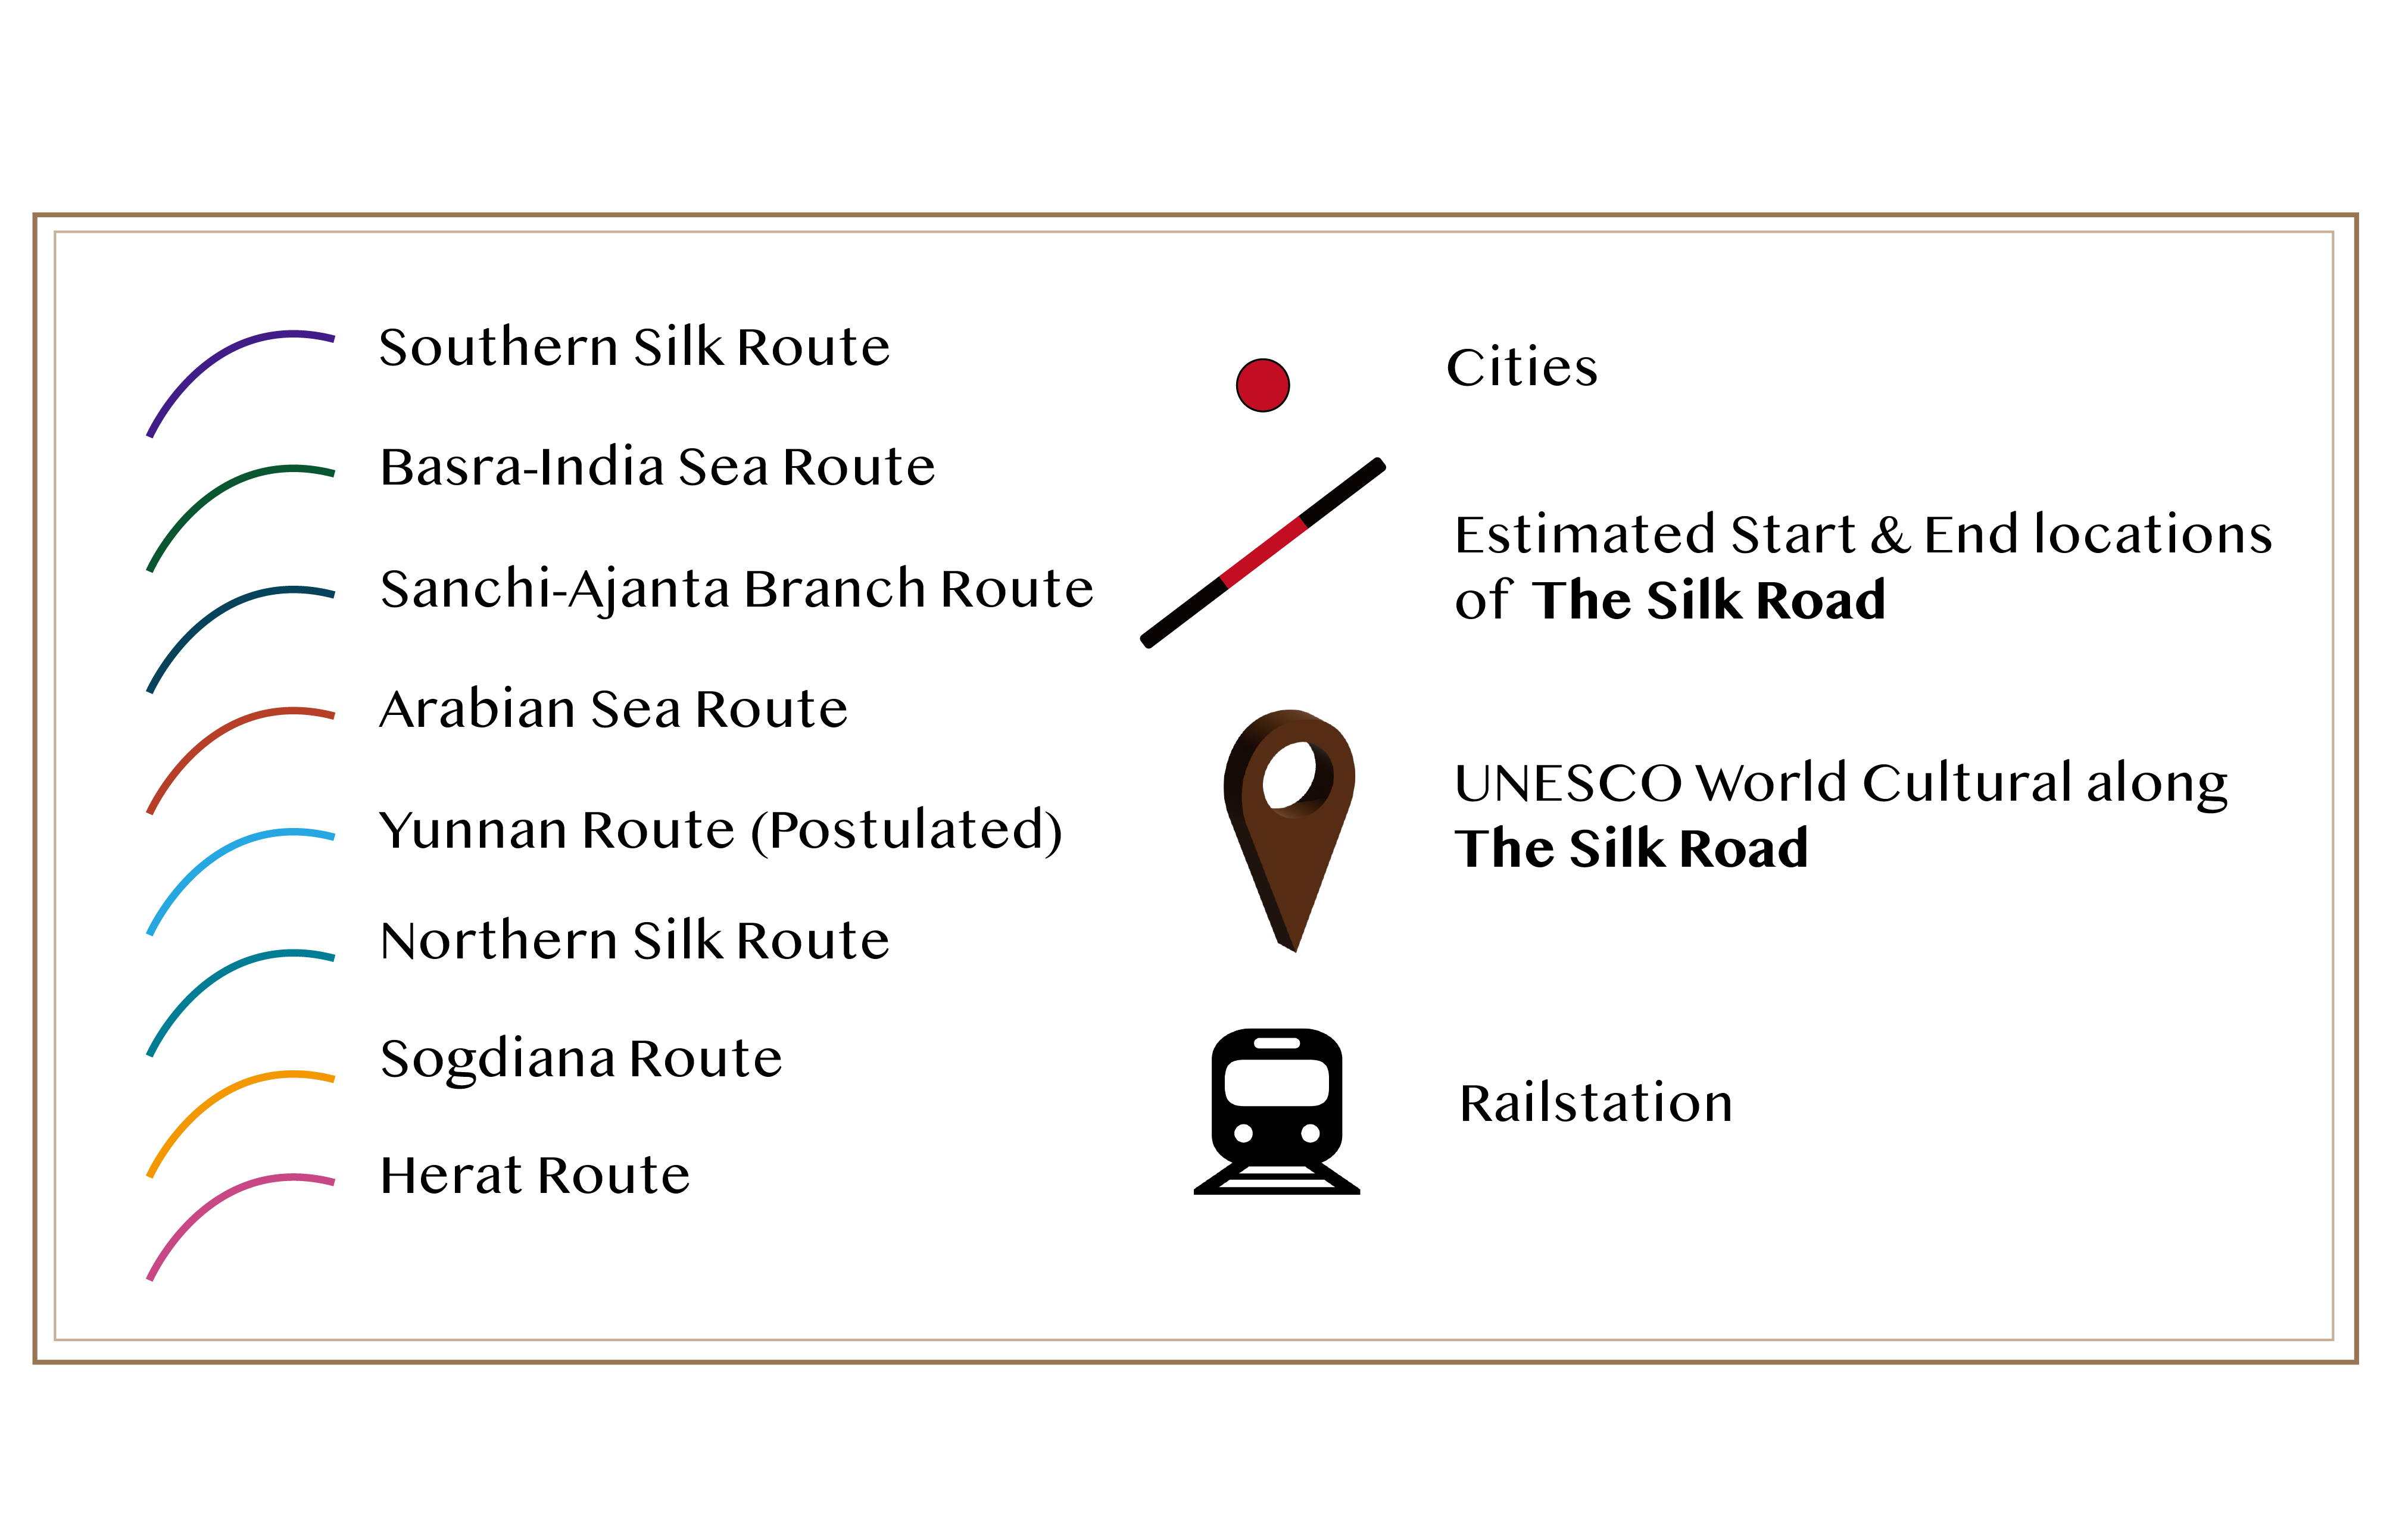 Southern Silk Route
Basra-India Sea Route
Sanchi-Ajanta Branch Route
Arabian Sea Route
Yunnan Route (Postulated)
Northern Silk Route
Sogdiana Route
Herat Route
Cities
Estimated Start & End locations
of The Silk Road
UNESCO World Cultural along
The Silk Road
Railstation